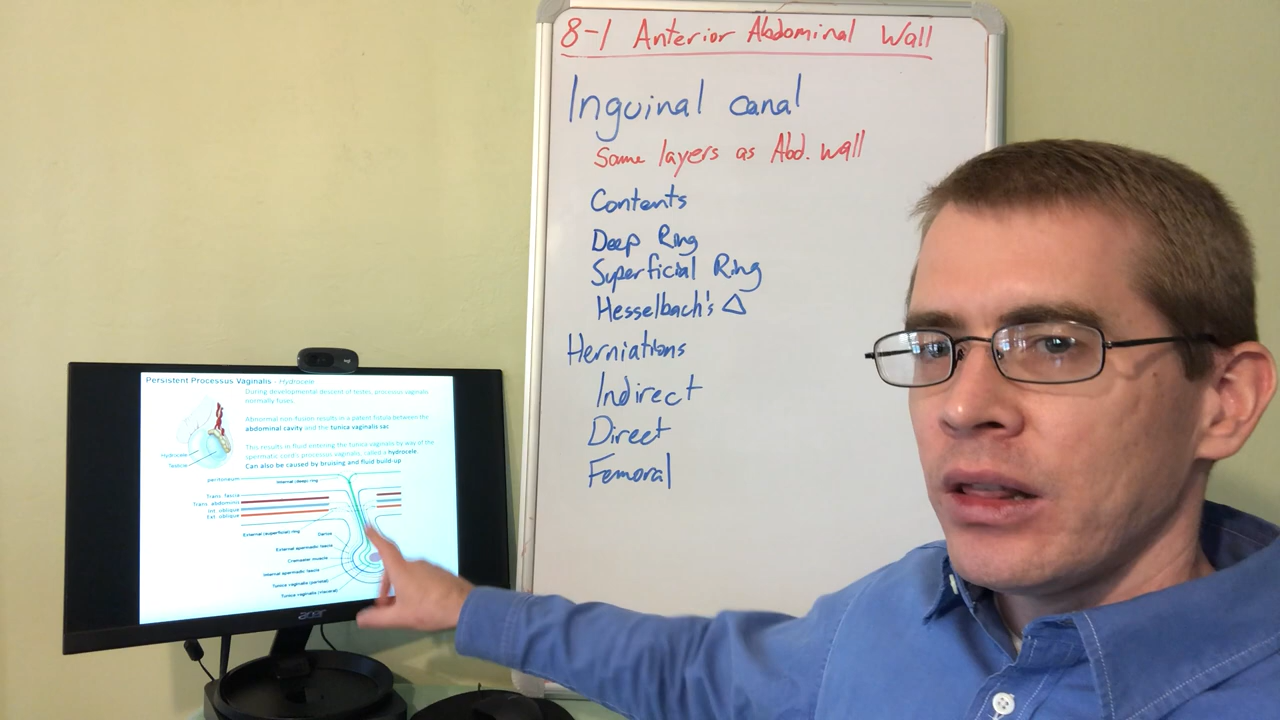 8-1 Anterior Abdominal Wall
Inguinal canal
Same layers as Abd. wall
Contents
Deep Ring
Superficial Ring
Hesselbach's △
Herniations
Indirect
Direct
Femoral
Persistent Processus Vaginalis - Hydrocele
During developmental descent of testes, processus vaginalis
normally fuses.
Abnormal non-fusion results in a patent fistula between the
abdominal cavity and the tunica vaginalis sac
This results in fluid entering the tunica vaginalis by way of the
spermatic cord's processus vaginalis, called a hydrocele.
Can also be caused by bruising and fluid build-up
Hydrocele
Testicle
peritoneum
Internal (deep) ring
Trans. fascia
Trans. abdominis
Int. oblique
Ext. oblique
External (superficial) ring
Dartos
External spermatic fascia
Cremaster muscle
Internal spermatic fascia
Tunica vaginalis (parietal)
Tunica vaginalis (visceral)
acer